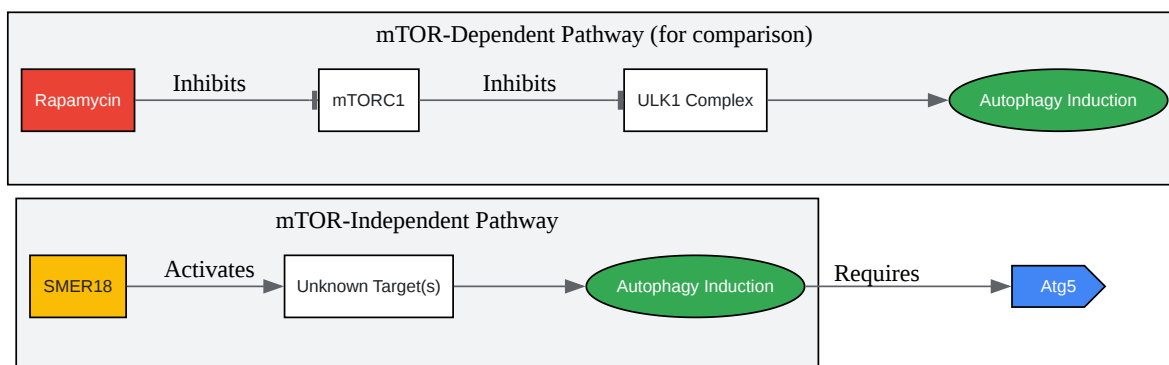 mTOR-Dependent Pathway (for comparison)
Rapamycin
Inhibits
mTORC1
Inhibits
ULK1 Complex
Autophagy Induction
mTOR-Independent Pathway
SMER18
Activates
Unknown Target(s)
Autophagy Induction
Requires
Atg5